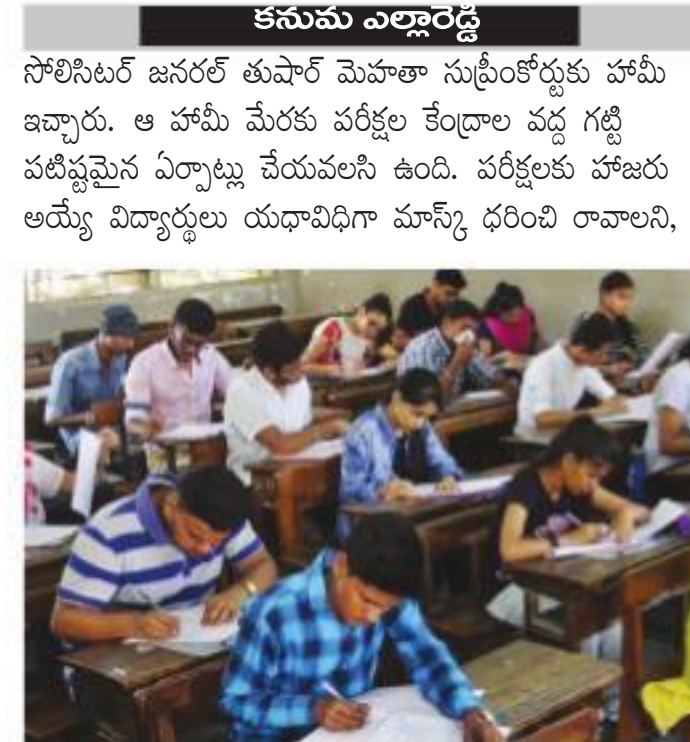 కనుమ ఎల్లారెడ్డి
సోలిసిటర్ జనరల్ తుషార్ మెహతా సుప్రీంకోర్టుకు హామీ
ఇచ్చారు. ఆ హామీ మేరకు పరీక్షల కేంద్రాల వద్ద గట్టి
పటిష్టమైన ఏర్పాట్లు చేయవలసి ఉంది. పరీక్షలకు హాజరు
అయ్యే విద్యార్థులు యధావిధిగా మాస్క్ ధరించి రావాలని,